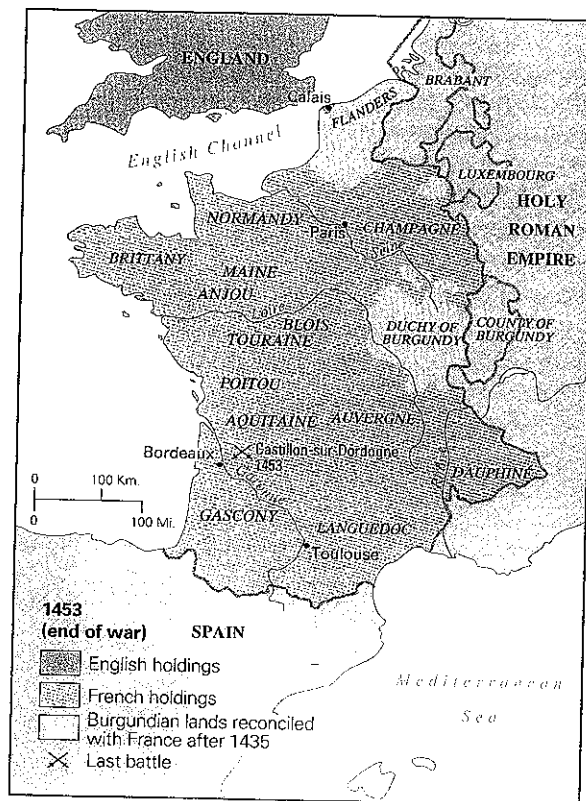 ENGLAND
Calais
BRABANT
FLANDERS
English Channel
LUXEMBOURG
HOLY
ROMAN
EMPIRE
NORMANDY
Paris
CHAMPAGNE
Seine
BRITTANY
MAINE
ANJOU
Loire
BLOIS
TOURAINE
DUCHY OF
BURGUNDY
COUNTY OF
BURGUNDY
POITOU
AQUITAINE
AUVERGNE
Castillon-sur-Dordogne
1453
Bordeaux
Garonne
DAUPHINE
0 100 Km.
0 100 Mi.
GASCONY
LANGUEDOC
Toulouse
1453
(end of war)
SPAIN
English holdings
French holdings
Burgundian lands reconciled
with France after 1435
Last battle
Mediterranean
Sea